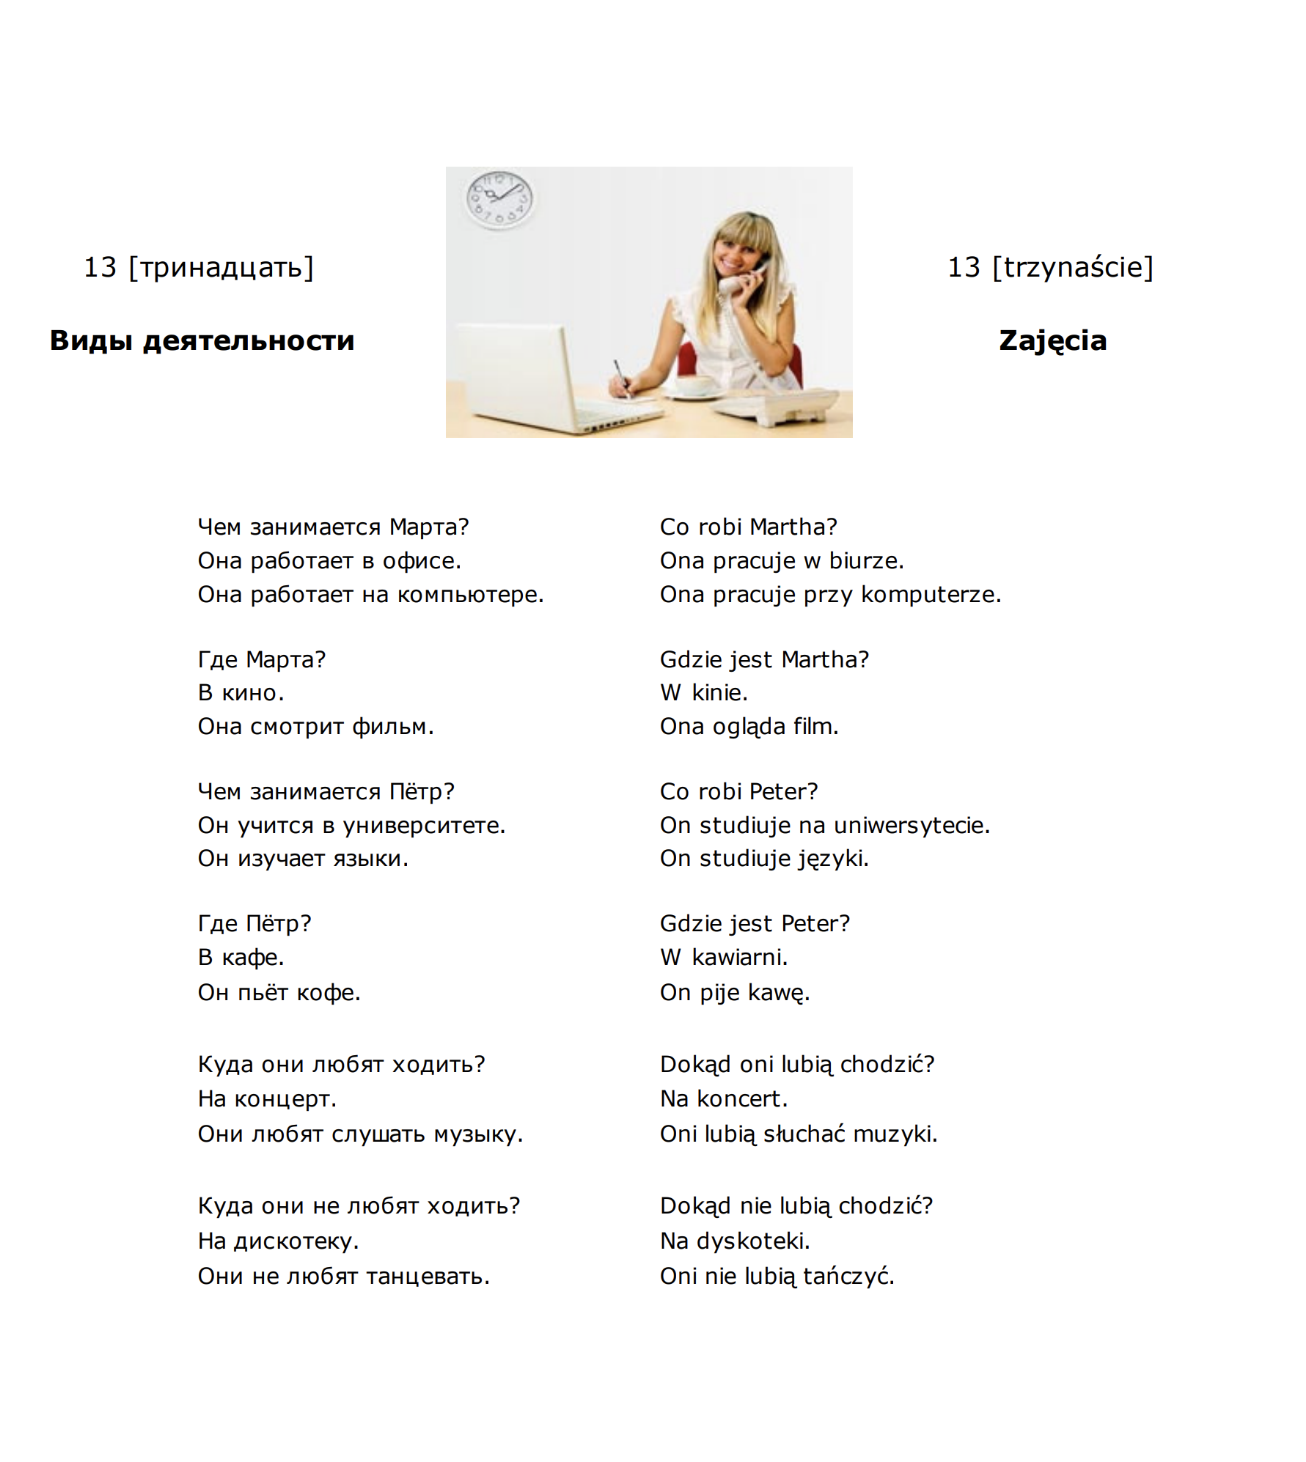 13 [тринадцать]
Виды деятельности
13 [trzynaście]
Zajęcia
Чем занимается Марта?
Она работает в офисе.
Она работает на компьютере.
Где Марта?
В кино.
Она смотрит фильм.
Чем занимается Пётр?
Он учится в университете.
Он изучает языки.
Где Пётр?
В кафе.
Он пьёт кофе.
Куда они любят ходить?
На концерт.
Они любят слушать музыку.
Куда они не любят ходить?
На дискотеку.
Они не любят танцевать.
Co robi Martha?
Ona pracuje w biurze.
Ona pracuje przy komputerze.
Gdzie jest Martha?
W kinie.
Ona ogląda film.
Co robi Peter?
On studiuje na uniwersytecie.
On studiuje języki.
Gdzie jest Peter?
W kawiarni.
On pije kawę.
Dokąd oni lubią chodzić?
Na koncert.
Oni lubią słuchać muzyki.
Dokąd nie lubią chodzić?
Na dyskoteki.
Oni nie lubią tańczyć.